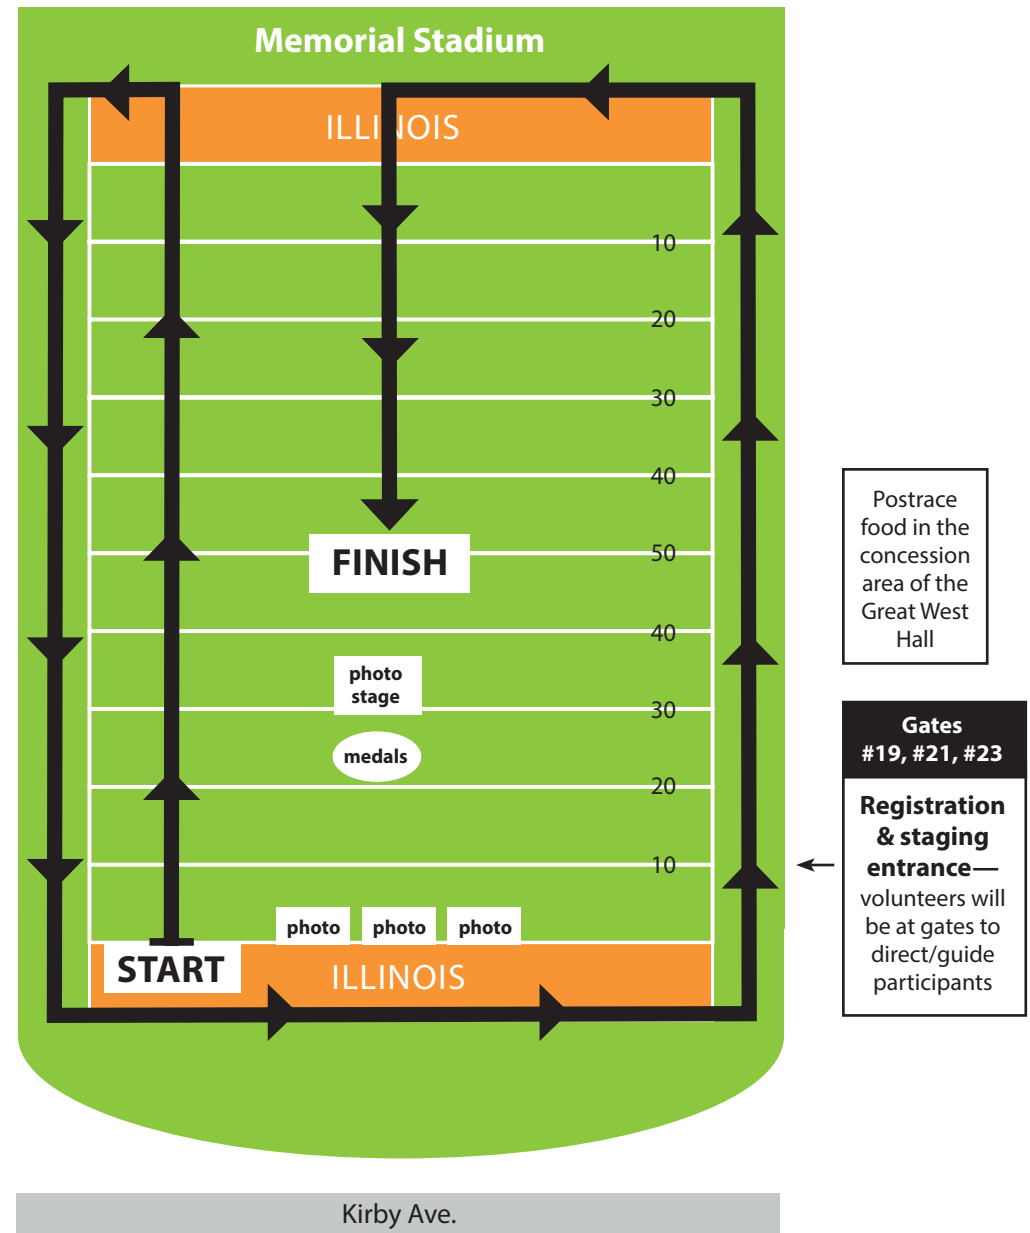 Memorial Stadium
ILLINOIS
10
20
30
40
50
FINISH
40
photo
stage
30
medals
20
10
photo
photo
photo
START
ILLINOIS
Postrace
food in the
concession
area of the
Great West
Hall
Gates
#19, #21, #23
Registration
& staging
entrance—
volunteers will
be at gates to
direct/guide
participants
Kirby Ave.